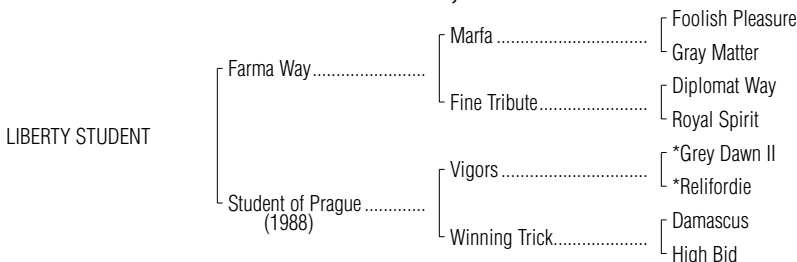 Foolish Pleasure
Marfa
Gray Matter
Farma Way
Diplomat Way
Fine Tribute
Royal Spirit
LIBERTY STUDENT
*Grey Dawn II
Vigors
*Relifordie
Student of Prague
(1988)
Damascus
Winning Trick
High Bid